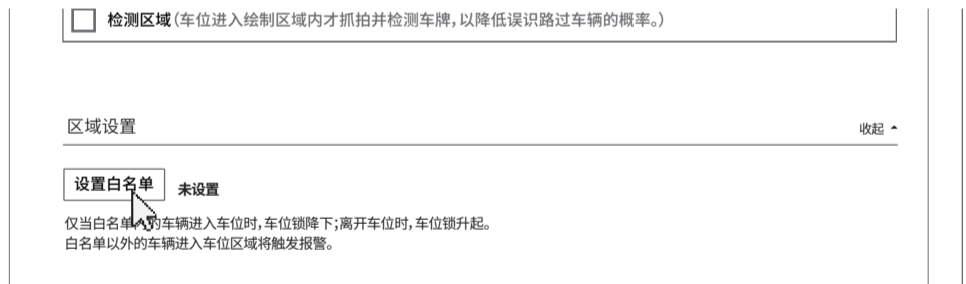 检测区域(车位进入绘制区域内才抓拍并检测车牌,以降低误识路过车辆的概率。)
区域设置 收起
设置白名单 未设置
仅当白名单的车辆进入车位时,车位锁降下;离开车位时,车位锁升起。
白名单以外的车辆进入车位区域将触发报警。